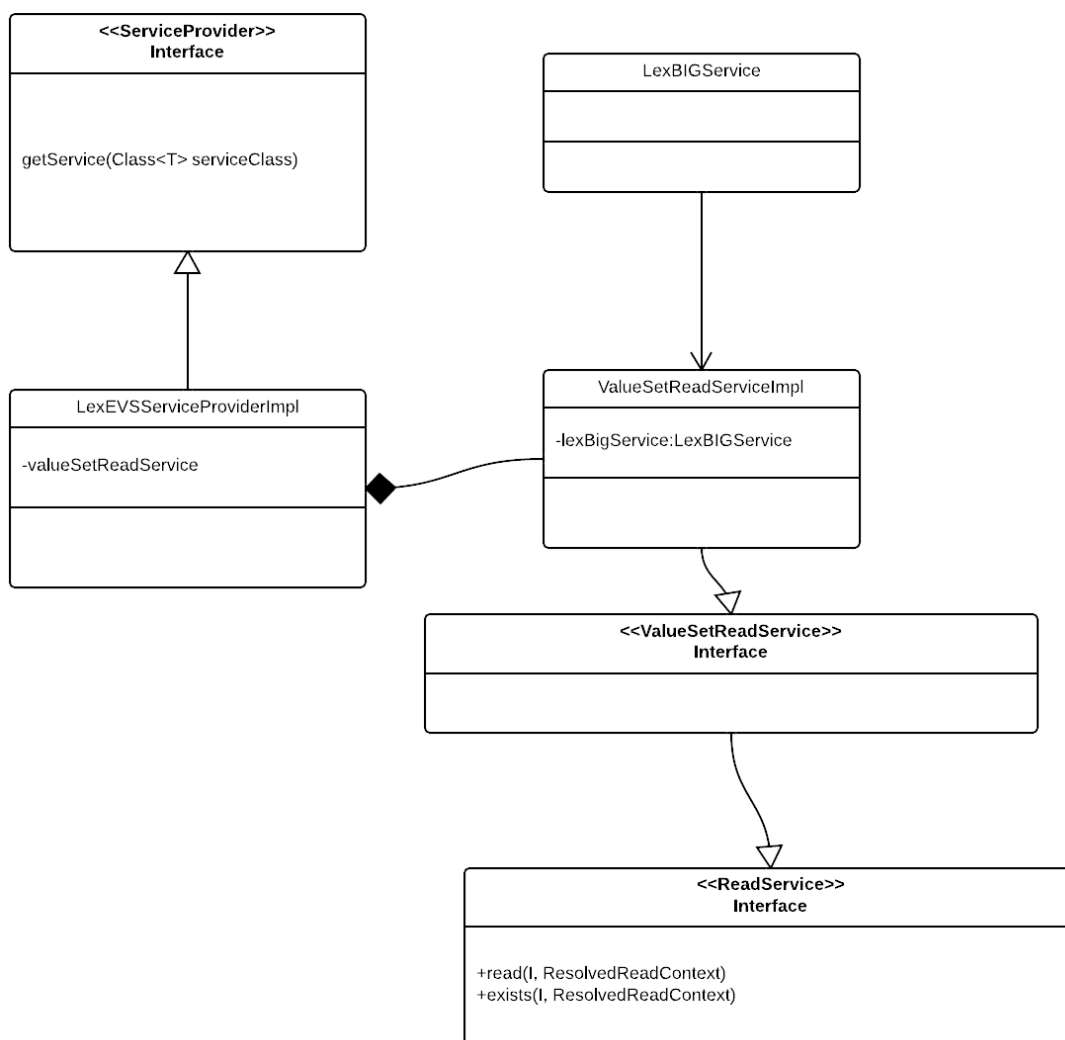 <<ServiceProvider>>
Interface
getService(Class<T> serviceClass)
LexBIGService
LexEVSServiceProviderImpl
-valueSetReadService
ValueSetReadServiceImpl
-lexBigService:LexBIGService
<<ValueSetReadService>>
Interface
<<ReadService>>
Interface
+read(I, ResolvedReadContext)
+exists(I, ResolvedReadContext)